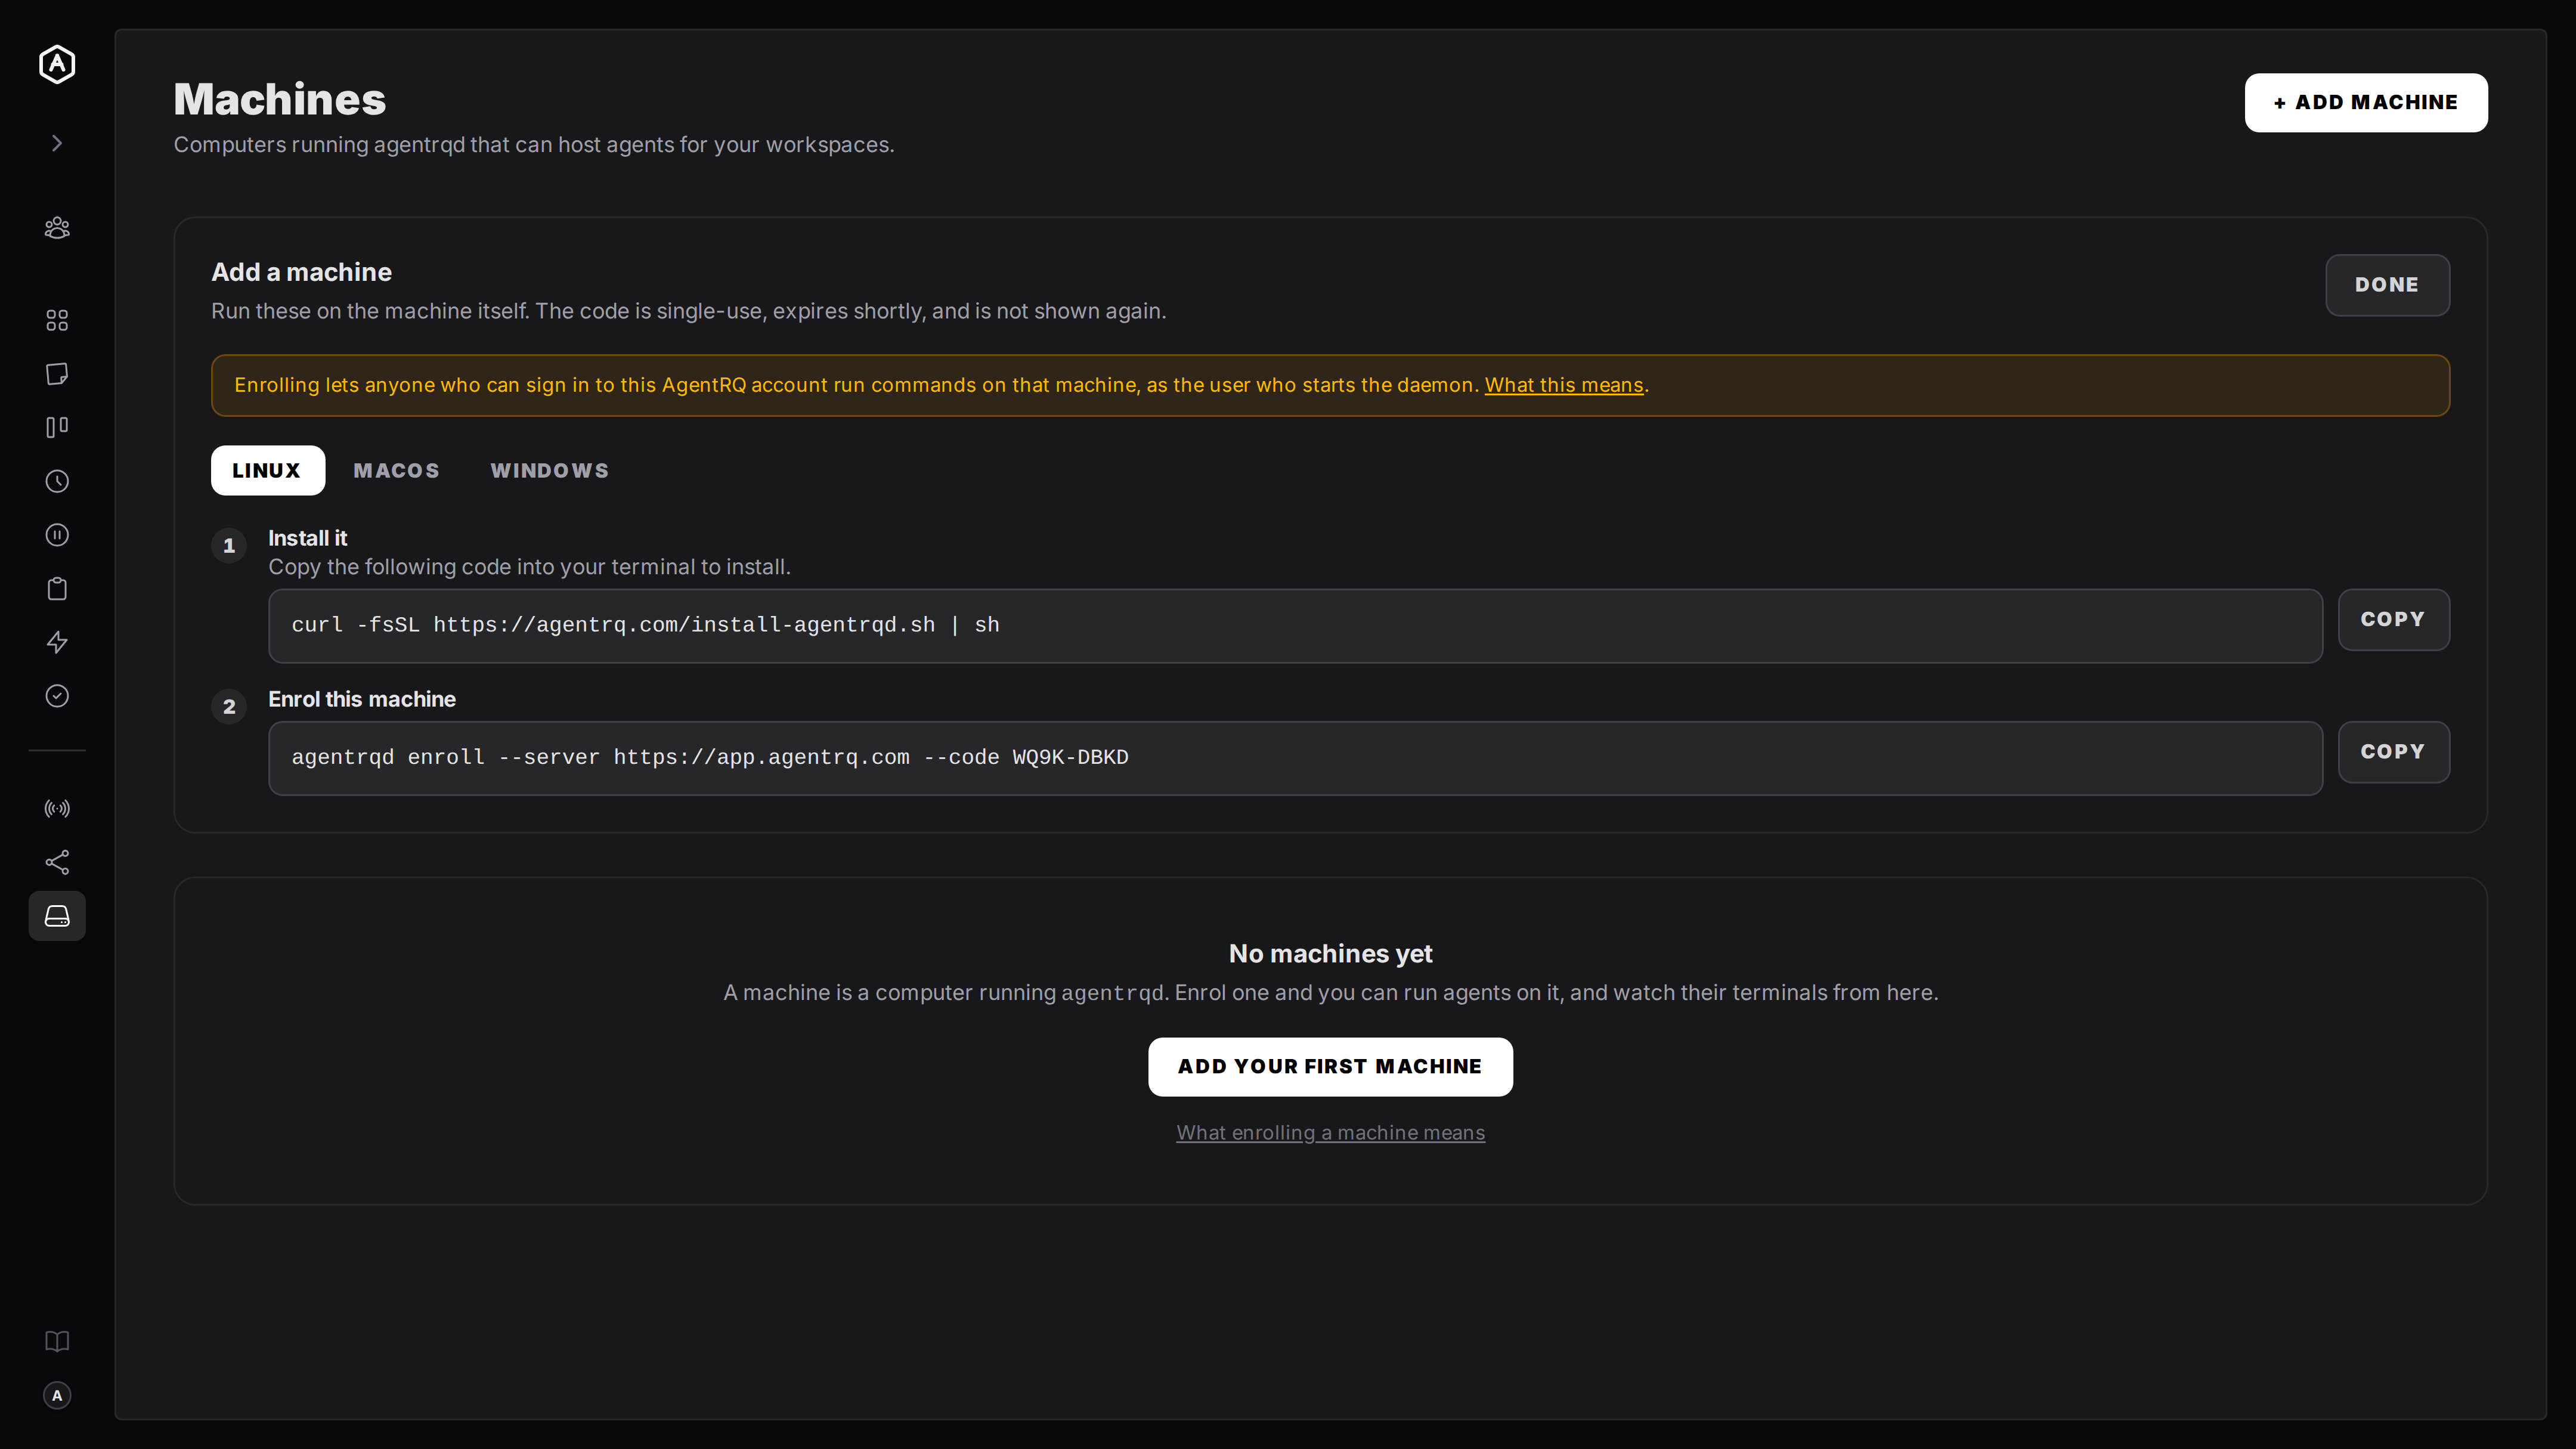 A
Machines
+ ADD MACHINE
Computers running agentrqd that can host agents for your workspaces.
Add a machine
DONE
Run these on the machine itself. The code is single-use, expires shortly, and is not shown again.
Enrolling lets anyone who can sign in to this AgentRQ account run commands on that machine, as the user who starts the daemon. What this means.
LINUX MACOS WINDOWS
1 Install it
Copy the following code into your terminal to install.
curl -fsSL https://agentrq.com/install-agentrqd.sh | sh COPY
2 Enrol this machine
agentrqd enroll --server https://app.agentrq.com --code WQ9K-DBKD COPY
No machines yet
A machine is a computer running agentrqd. Enrol one and you can run agents on it, and watch their terminals from here.
ADD YOUR FIRST MACHINE
What enrolling a machine means
A